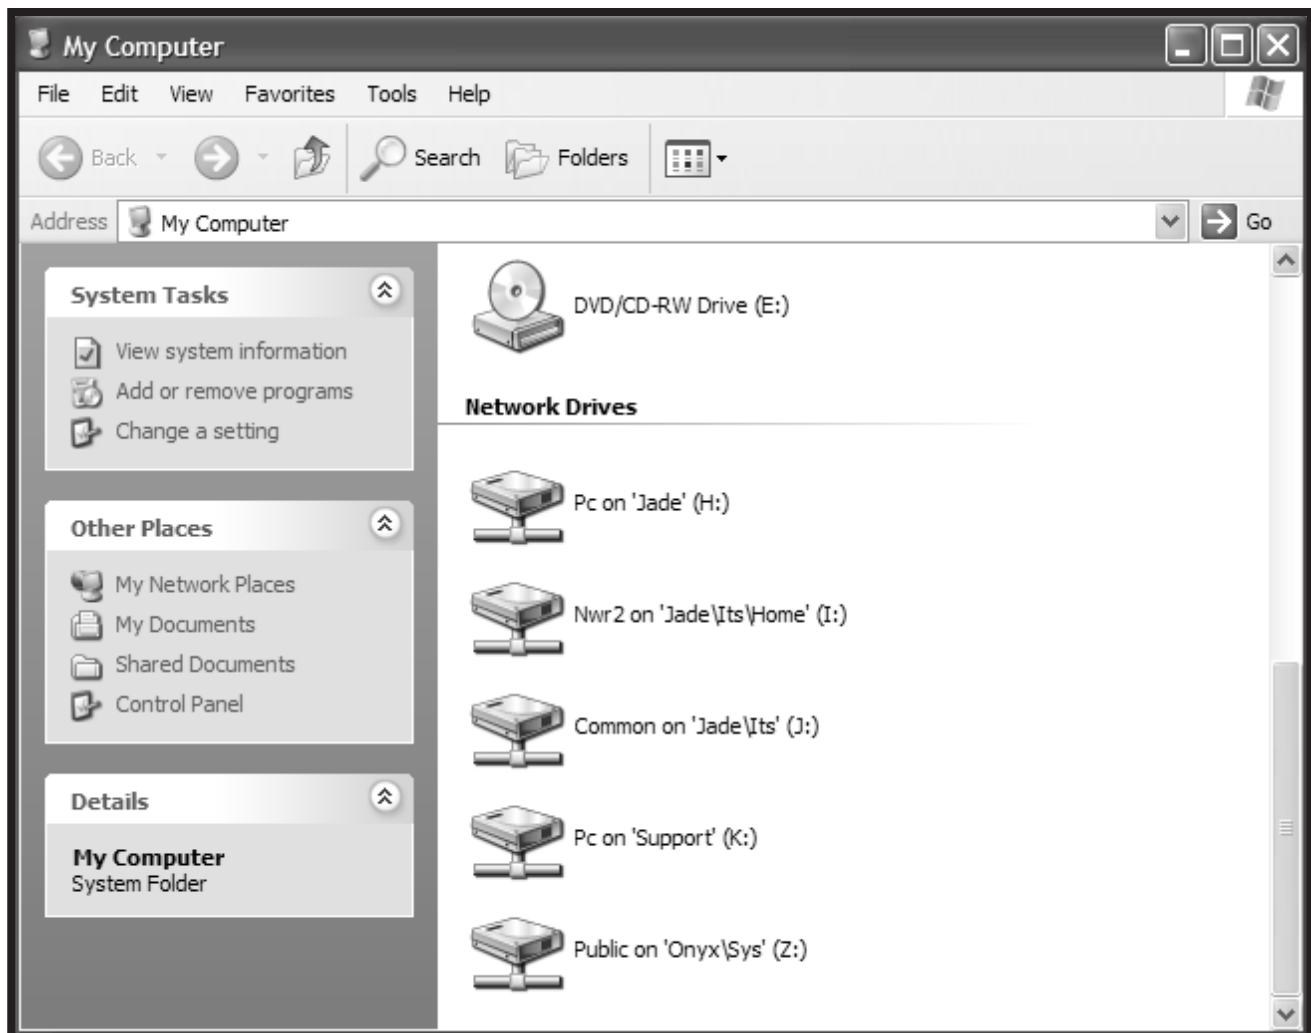 My Computer
File Edit View Favorites Tools Help
Back Search Folders
Address My Computer Go
System Tasks
View system information
Add or remove programs
Change a setting
Other Places
My Network Places
My Documents
Shared Documents
Control Panel
Details
My Computer
System Folder
DVD/CD-RW Drive (E:)
Network Drives
Pc on 'Jade' (H:)
Nwr2 on 'Jade\Its\Home' (I:)
Common on 'Jade\Its' (J:)
Pc on 'Support' (K:)
Public on 'Onyx\Sys' (Z:)